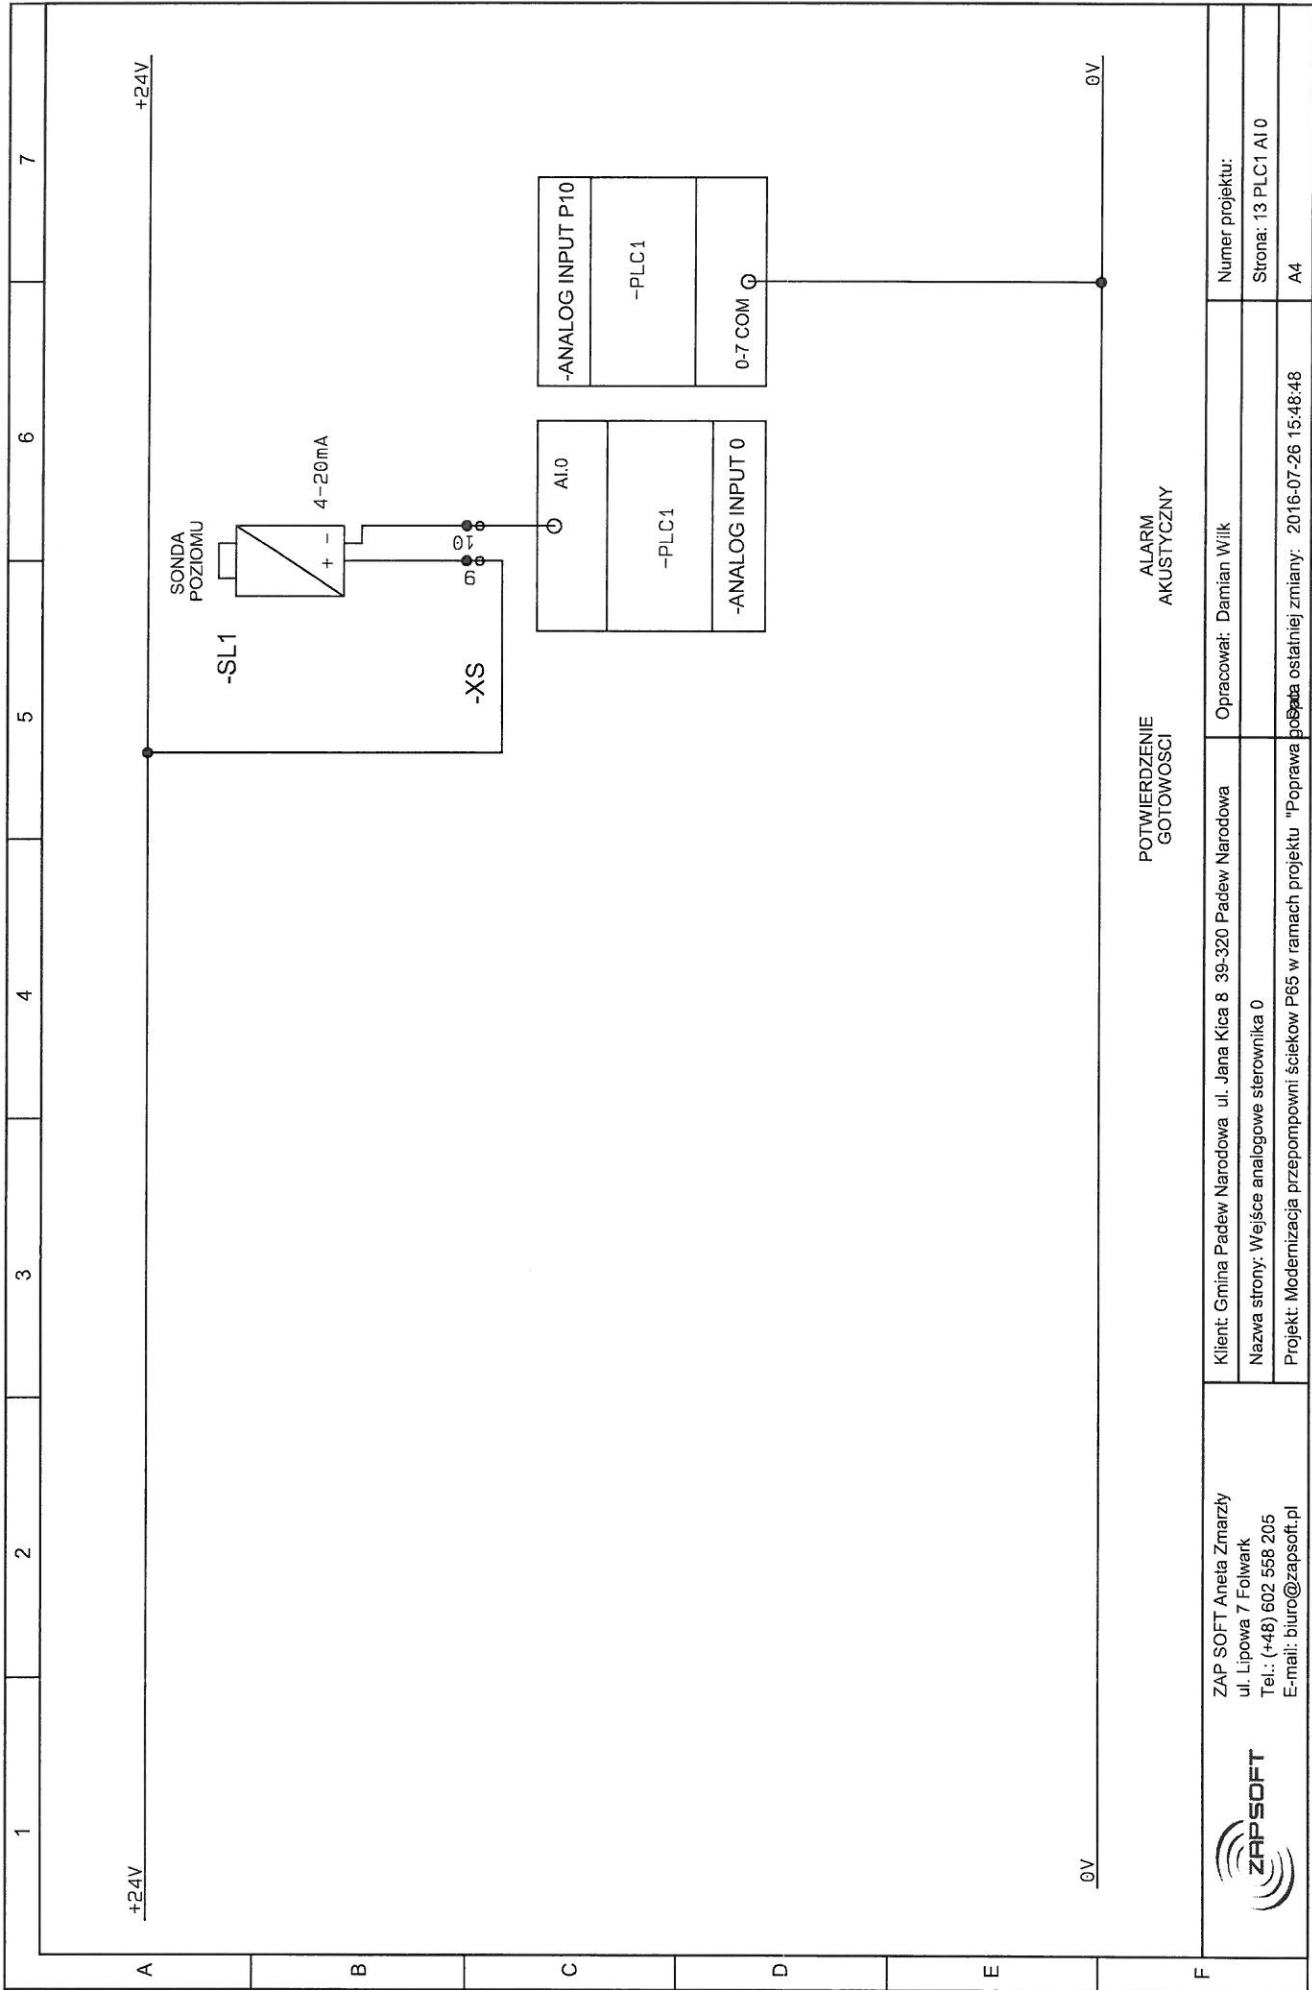 1 2 3 4 5 6 7
A
B
C
D
E
F
+24V
+24V
SONDA
POZIOMU
-SL1
+ -
4-20mA
-XS
9 10
AI.0
-PLC1
-ANALOG INPUT 0
-ANALOG INPUT P10
-PLC1
0-7 COM
0V
0V
POTWIERDZENIE
GOTOWOSCI
ALARM
AKUSTYCZNY
ZAPSOFT
ZAP SOFT Aneta Zmarzły
ul. Lipowa 7 Folwark
Tel.: (+48) 602 558 205
E-mail: biuro@zapsoft.pl
Klient: Gmina Padew Narodowa ul. Jana Kica 8 39-320 Padew Narodowa
Opracował: Damian Wilk
Numer projektu:
Nazwa strony: Wejśce analogowe sterownika 0
Strona: 13 PLC1 AI 0
Projekt: Modernizacja przepompowni ściekow P65 w ramach projektu "Poprawa
ostatniej zmiany: 2016-07-26 15:48:48
A4